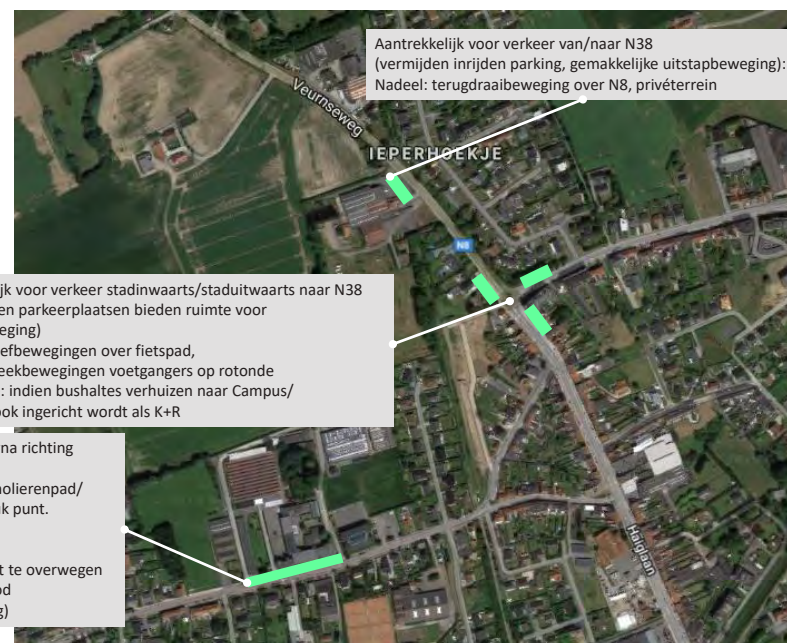 Aantrekkelijk voor verkeer van/naar N38
(vermijden inrijden parking, gemakkelijke uitstapbeweging):
Nadeel: terugdraaibeweging over N8, privéterrein
Veurnseweg
IEPERHOEKJE
N8
jk voor verkeer stadinwaarts/staduitwaarts naar N38
en parkeerplaatsen bieden ruimte voor
eging)
efbewegingen over fietspad,
eekbewegingen voetgangers op rotonde
: indien bushaltes verhuizen naar Campus/
ook ingericht wordt als K+R
na richting
nolierenpad/
uk punt.
t te overwegen
od
g)
Haiglaan